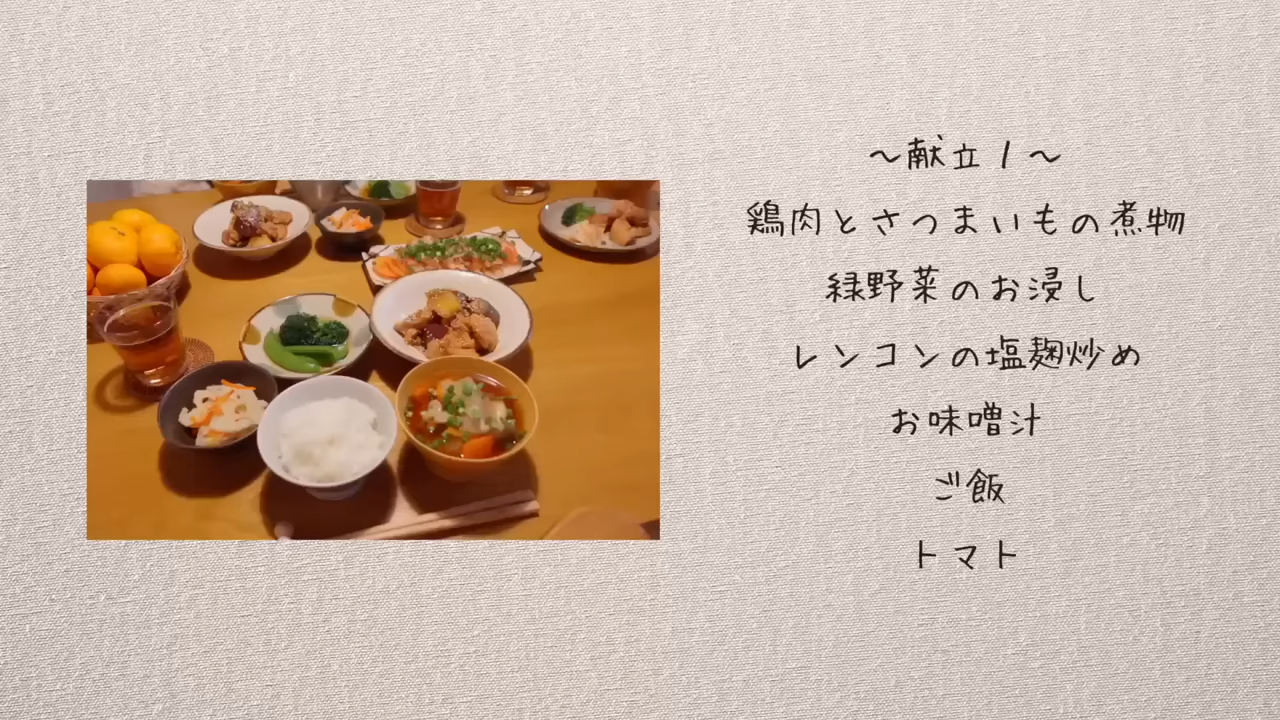 ～献立１～
鶏肉とさつまいもの煮物
緑野菜のお浸し
レンコンの塩麹炒め
お味噌汁
ご飯
トマト